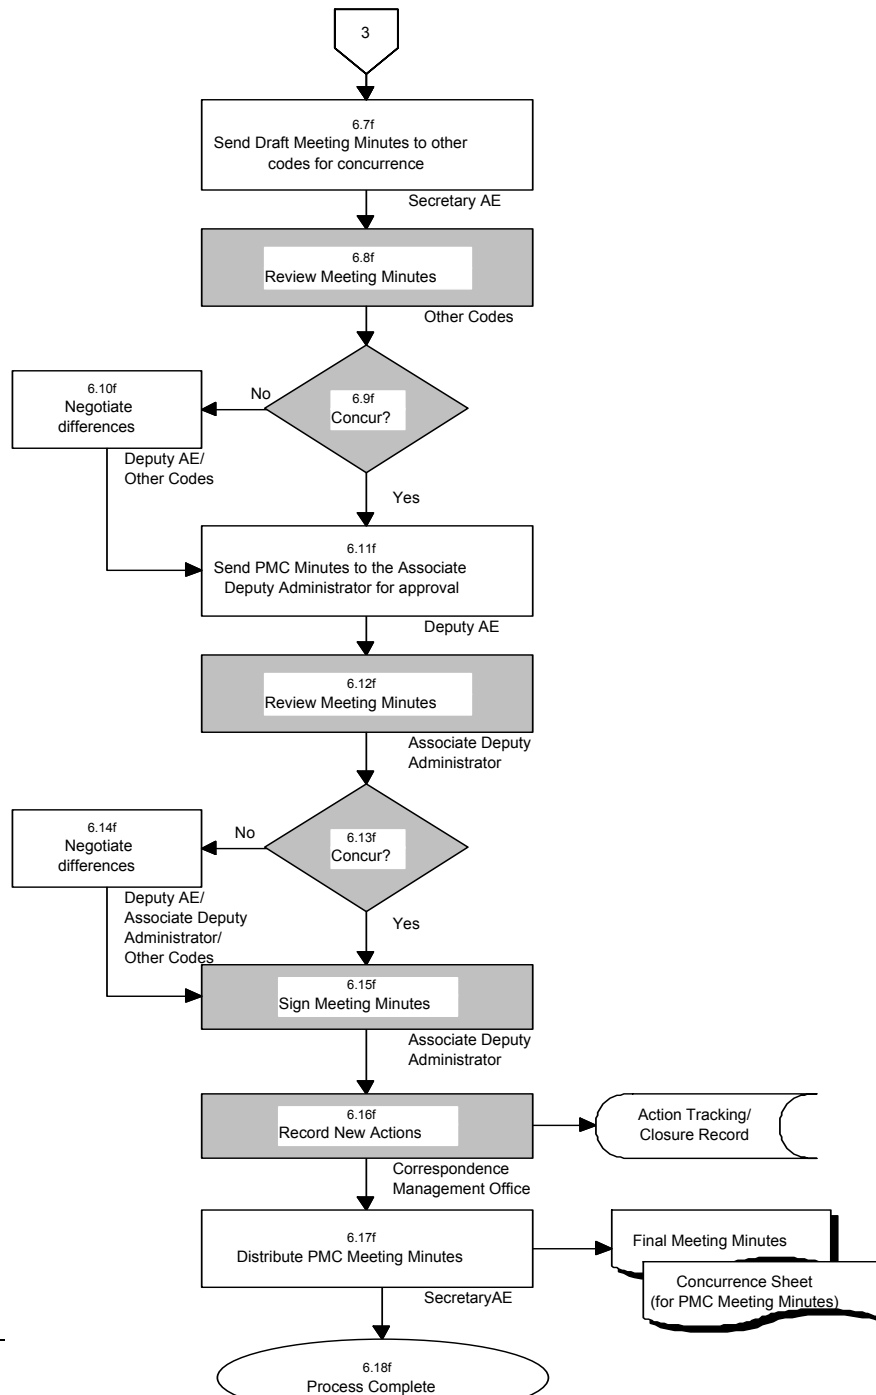 3
6.7f
Send Draft Meeting Minutes to other
codes for concurrence
Secretary AE
6.8f
Review Meeting Minutes
Other Codes
6.9f
Concur?
No
6.10f
Negotiate
differences
Deputy AE/
Other Codes
Yes
6.11f
Send PMC Minutes to the Associate
Deputy Administrator for approval
Deputy AE
6.12f
Review Meeting Minutes
Associate Deputy
Administrator
6.13f
Concur?
No
6.14f
Negotiate
differences
Deputy AE/
Associate Deputy
Administrator/
Other Codes
Yes
6.15f
Sign Meeting Minutes
Associate Deputy
Administrator
6.16f
Record New Actions
Action Tracking/
Closure Record
Correspondence
Management Office
6.17f
Distribute PMC Meeting Minutes
Final Meeting Minutes
Concurrence Sheet
(for PMC Meeting Minutes)
SecretaryAE
6.18f
Process Complete